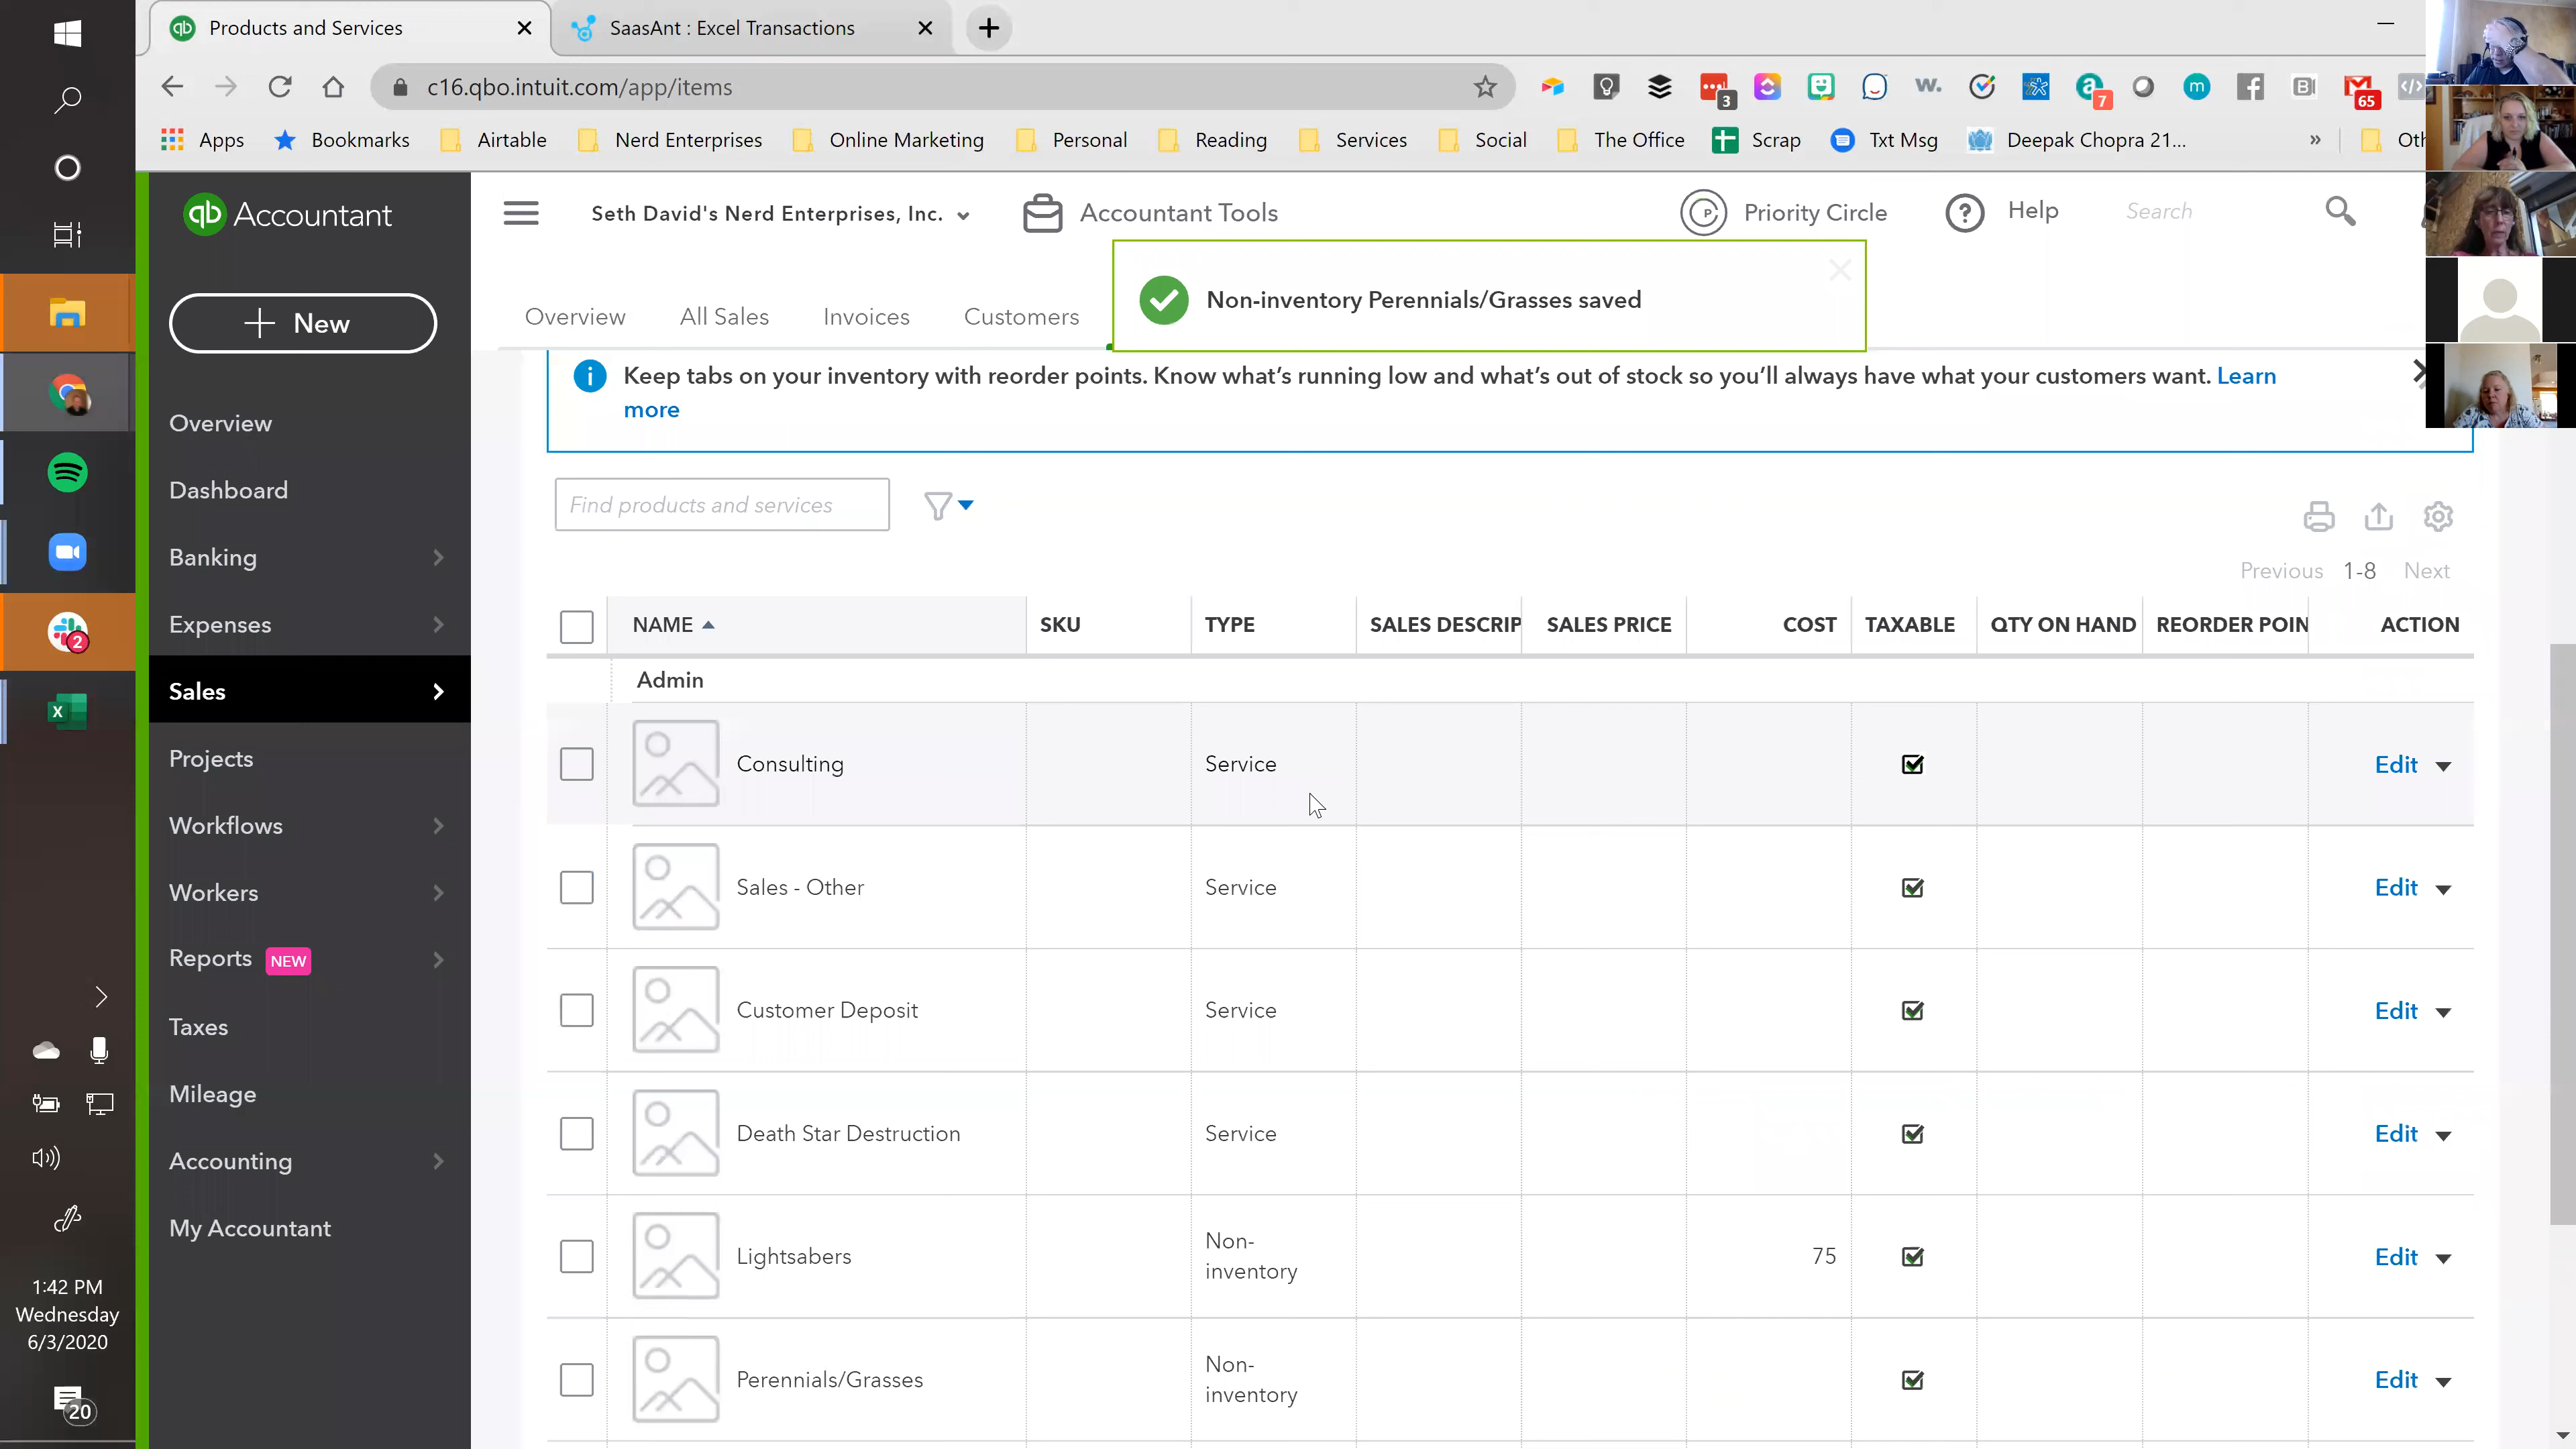 Products and Services
SaasAnt : Excel Transactions
c16.qbo.intuit.com/app/items
3
w.
7
m
B
65
Apps
Bookmarks
Airtable
Nerd Enterprises
Online Marketing
Personal
Reading
Services
Social
The Office
Scrap
Txt Msg
Deepak Chopra 21...
»
Oth
qb Accountant
Seth David's Nerd Enterprises, Inc.
Accountant Tools
Priority Circle
Help
Search
New
Overview
All Sales
Invoices
Customers
Non-inventory Perennials/Grasses saved
Keep tabs on your inventory with reorder points. Know what's running low and what's out of stock so you'll always have what your customers want. Learn
more
Overview
Dashboard
Banking
Expenses
Sales
Projects
Workflows
Workers
Reports NEW
Taxes
Mileage
Accounting
My Accountant
2
1:42 PM
Wednesday
6/3/2020
20
Find products and services
Previous 1-8 Next
NAME SKU TYPE SALES DESCRIP SALES PRICE COST TAXABLE QTY ON HAND REORDER POIN ACTION
Admin
Consulting Service Edit
Sales - Other Service Edit
Customer Deposit Service Edit
Death Star Destruction Service Edit
Lightsabers Non-
inventory 75 Edit
Perennials/Grasses Non-
inventory Edit